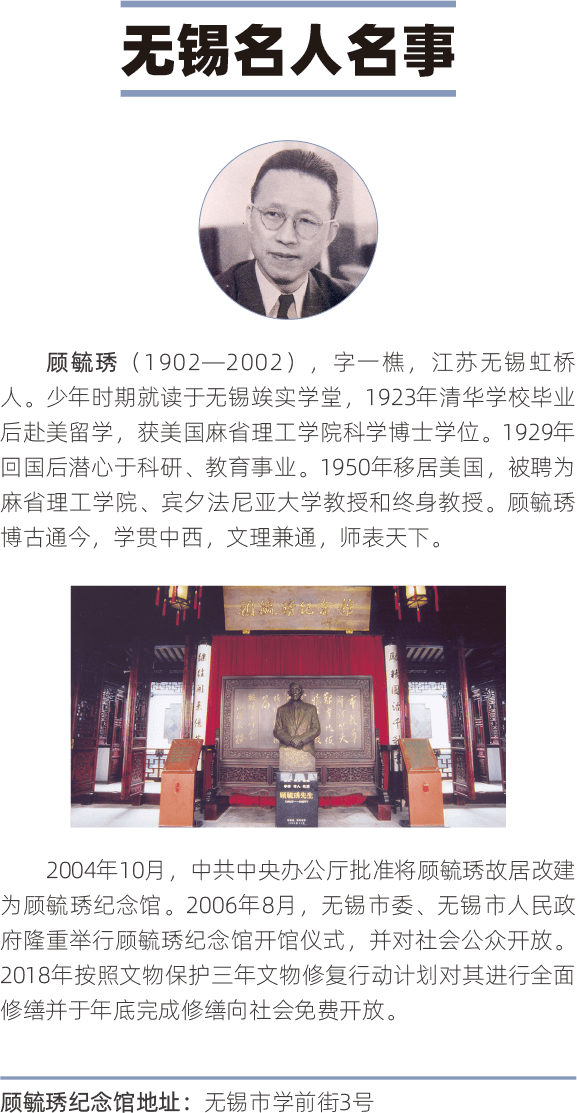 无锡名人名事
顾毓琇（1902—2002），字一樵，江苏无锡虹桥
人。少年时期就读于无锡竢实学堂，1923年清华学校毕业
后赴美留学，获美国麻省理工学院科学博士学位。1929年
回国后潜心于科研、教育事业。1950年移居美国，被聘为
麻省理工学院、宾夕法尼亚大学教授和终身教授。顾毓琇
博古通今，学贯中西，文理兼通，师表天下。
顾毓琇纪念馆
顾毓琇先生
2004年10月，中共中央办公厅批准将顾毓琇故居改建
为顾毓琇纪念馆。2006年8月，无锡市委、无锡市人民政
府隆重举行顾毓琇纪念馆开馆仪式，并对社会公众开放。
2018年按照文物保护三年文物修复行动计划对其进行全面
修缮并于年底完成修缮向社会免费开放。
顾毓琇纪念馆地址：无锡市学前街3号